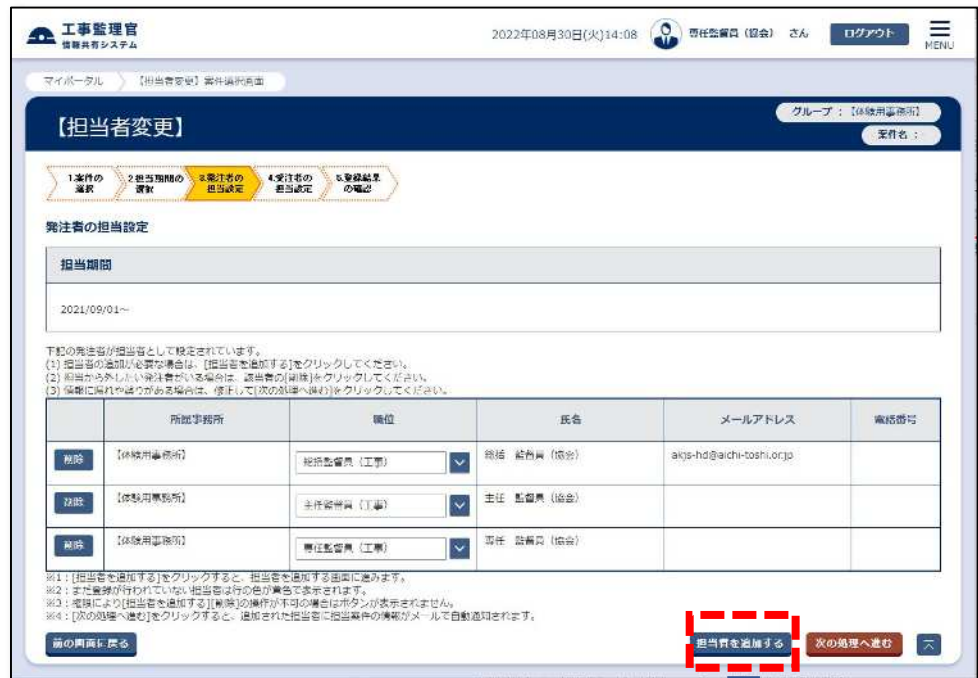 工事監理官
情報共有システム
2022年08月30日(火)14:08
専任監督員（協会） さん
ログアウト
MENU
マイポータル
【担当者変更】案件選択画面
【担当者変更】
グループ：【体験用事務所】
案件名：
1.案件の選択
2.担当期間の選択
3.発注者の担当設定
4.受注者の担当設定
5.登録結果の確認
発注者の担当設定
担当期間
2021/09/01～
下記の発注者が担当者として設定されています。
(1) 担当者の追加が必要な場合は、[担当者を追加する]をクリックしてください。
(2) 担当から外したい発注者がいる場合は、該当者の[削除]をクリックしてください。
(3) 情報に漏れや誤りがある場合は、修正して[次の処理へ進む]をクリックしてください。
所属事務所 職位 氏名 メールアドレス 電話番号
削除 【体験用事務所】 総括監督員（工事） 総括 監督員（協会） akjs-hd@aichi-toshi.or.jp
削除 【体験用事務所】 主任監督員（工事） 主任 監督員（協会）
削除 【体験用事務所】 専任監督員（工事） 専任 監督員（協会）
※1：[担当者を追加する]をクリックすると、担当者を追加する画面に進みます。
※2：まだ登録が行われていない担当者は行の色が黄色で表示されます。
※3：権限により[担当者を追加する][削除]の操作が不可の場合はボタンが表示されません。
※4：[次の処理へ進む]をクリックすると、追加された担当者に担当案件の情報がメールで自動通知されます。
前の画面に戻る
担当者を追加する
次の処理へ進む